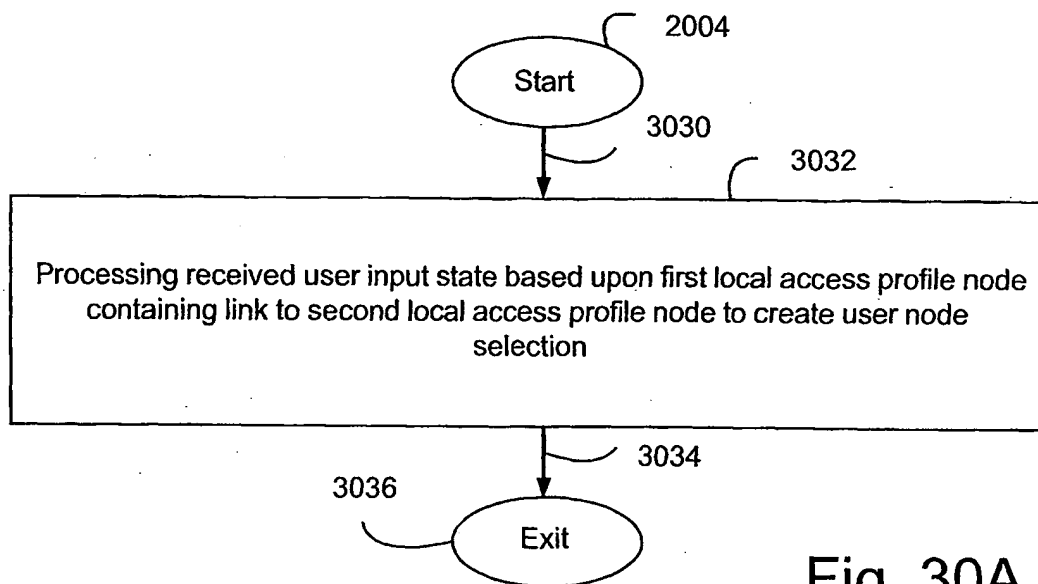 2004
Start
3030
3032
Processing received user input state based upon first local access profile node
containing link to second local access profile node to create user node
selection
3034
3036
Exit
Fig. 30A